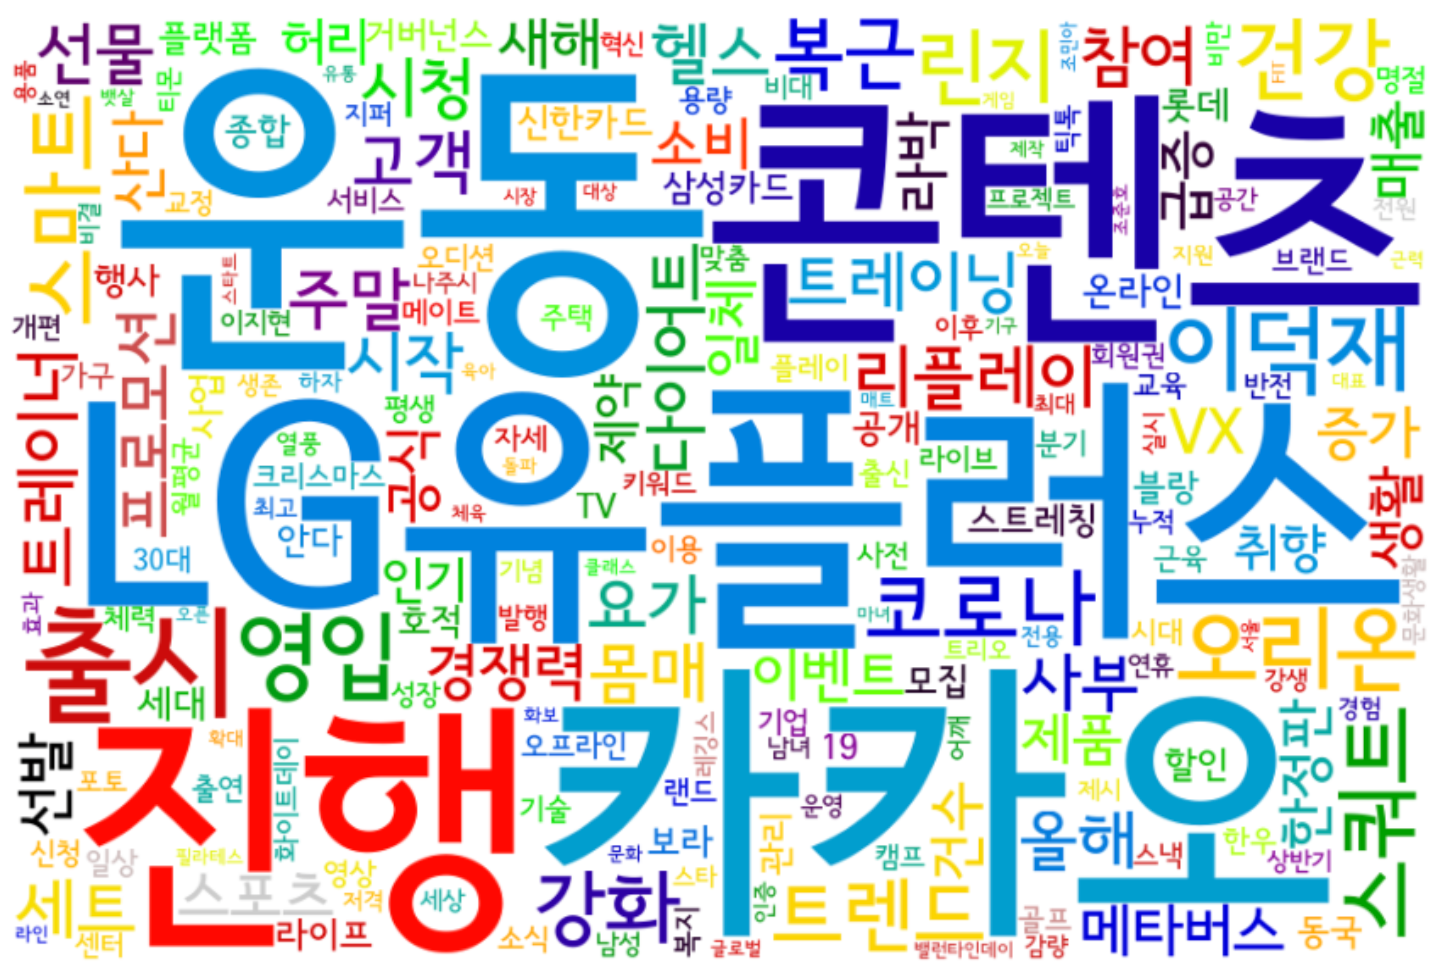 선물
플랫폼
허리
거버넌스
새해
혁신
헬스
복근
린지
조민아
참여
비만
건강
FIT
명절
용품
소연
뱃살
티몬
유통
시청
지퍼
용량
비대
게임
롯데
매출
스마트
산다
종합
고객
신한카드
소비
라박
제작
틱톡
급증
운동
콘텐츠
비결
교정
서비스
시장
대상
삼성카드
프로젝트
조준호
공간
전원
행사
스타트
오디션
맞춤
오늘
지원
브랜드
근력
주말
나주시
다이어트
일체
트레이닝
온라인
개편
이지현
메이트
주택
이후
기구
이덕재
트레이너
가구
프로모션
시작
육아
플레이
리플레이
회원권
사업
생존
하자
제약
매트
최대
교육
반전
대표
평생
LG유플러스
열풍
공식
자세
공개
분기
실시
VX
증가
월평균
크리스마스
돌파
키워드
출신
라이브
블랑
생활
최고
체육
TV
스트레칭
누적
30대
안다
이용
사전
근육
취향
인기
기념
클래스
요가
코로나
문화생활
효과
체력
오픈
호적
발행
마녀
전용
시대
서울
오리온
출시
영입
경쟁력
몸매
이벤트
트리오
모집
사부
연휴
강생
세대
성장
화보
기업
레깅스
어깨
제품
경험
선발
확대
오프라인
남녀
19
할인
한정판
스쿼트
진행
카카오
포토
출연
화이트데이
기술
랜드
운영
제시
신청
일상
필라테스
영상
문화
보라
관리
캠프
건수
올해
스낵
한우
상반기
세트
스포츠
저격
세상
강화
스타
인증
트렌드
골프
라인
센터
라이프
소식
남성
복지
글로벌
밸런타인데이
감량
메타버스
동국